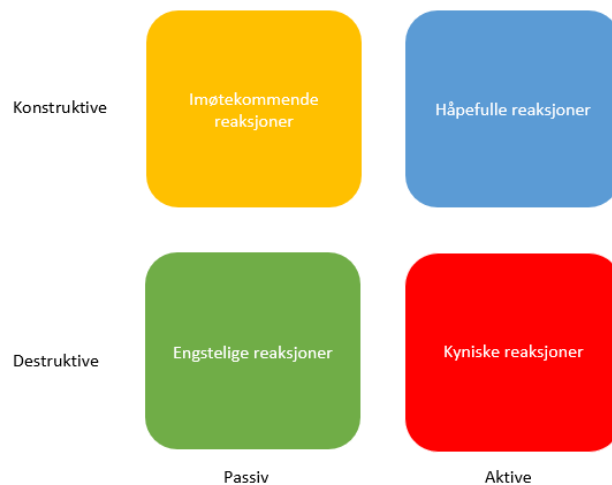 Konstruktive
Imøtekommende
reaksjoner
Håpefulle reaksjoner
Destruktive
Engstelige reaksjoner
Kyniske reaksjoner
Passiv
Aktive